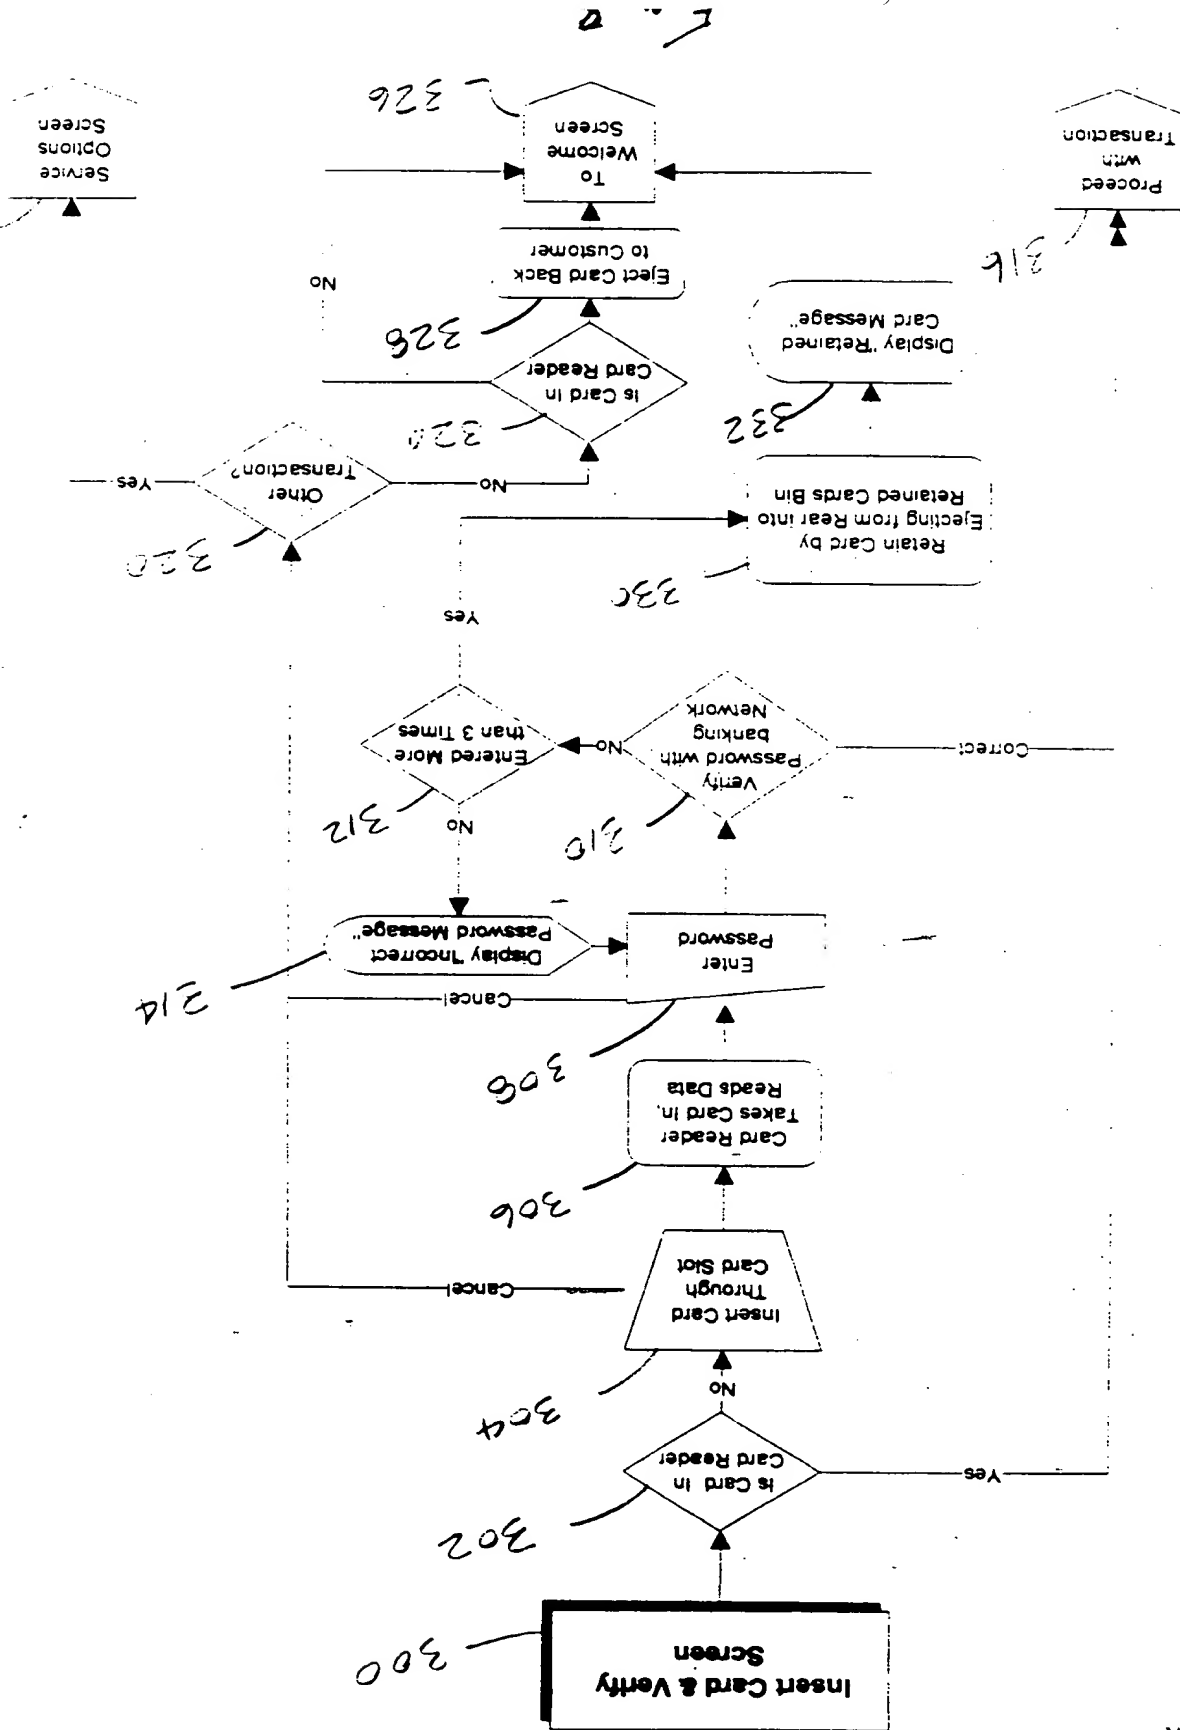 Insert Card & Verify
Screen
300
302
Is Card In
Card Reader
Yes
No
304
Insert Card
Through
Card Slot
Cancel
306
Card Reader
Takes Card In,
Reads Data
308
Enter
Password
Cancel
314
Display "Incorrect
Password Message"
310
Verify
Password with
banking
Network
Correct
No
312
Entered More
than 3 Times
No
Yes
330
Retain Card by
Ejecting from Rear into
Retained Cards Bin
332
Display "Retained
Card Message"
320
Other
Transaction?
Yes
No
320
Is Card In
Card Reader
No
328
Eject Card Back
to Customer
326
To
Welcome
Screen
316
Proceed
with
Transaction
Service
Options
Screen